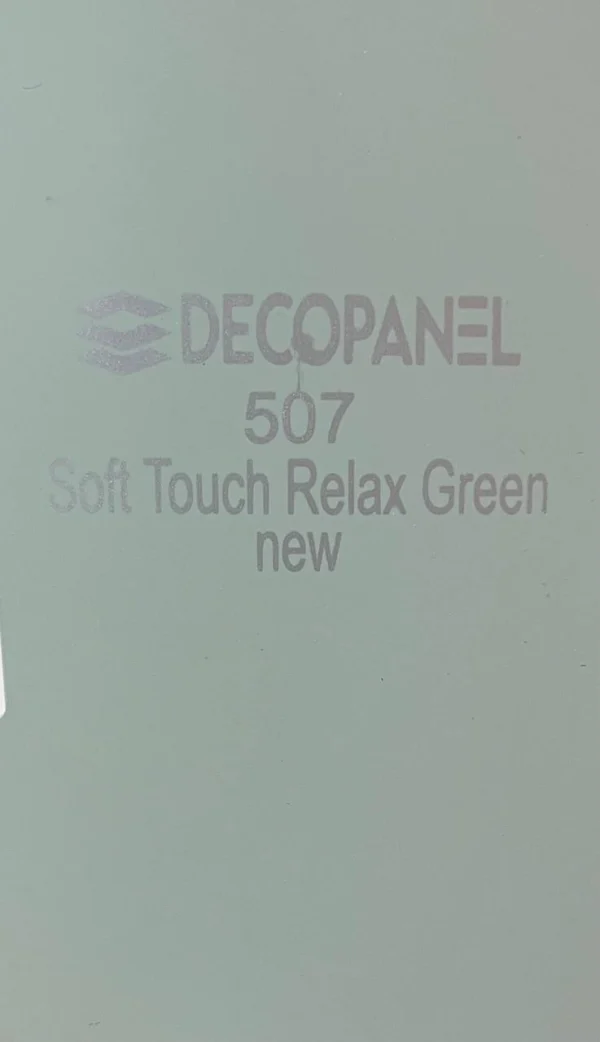 DECOPANEL
507
Soft Touch Relax Green
new